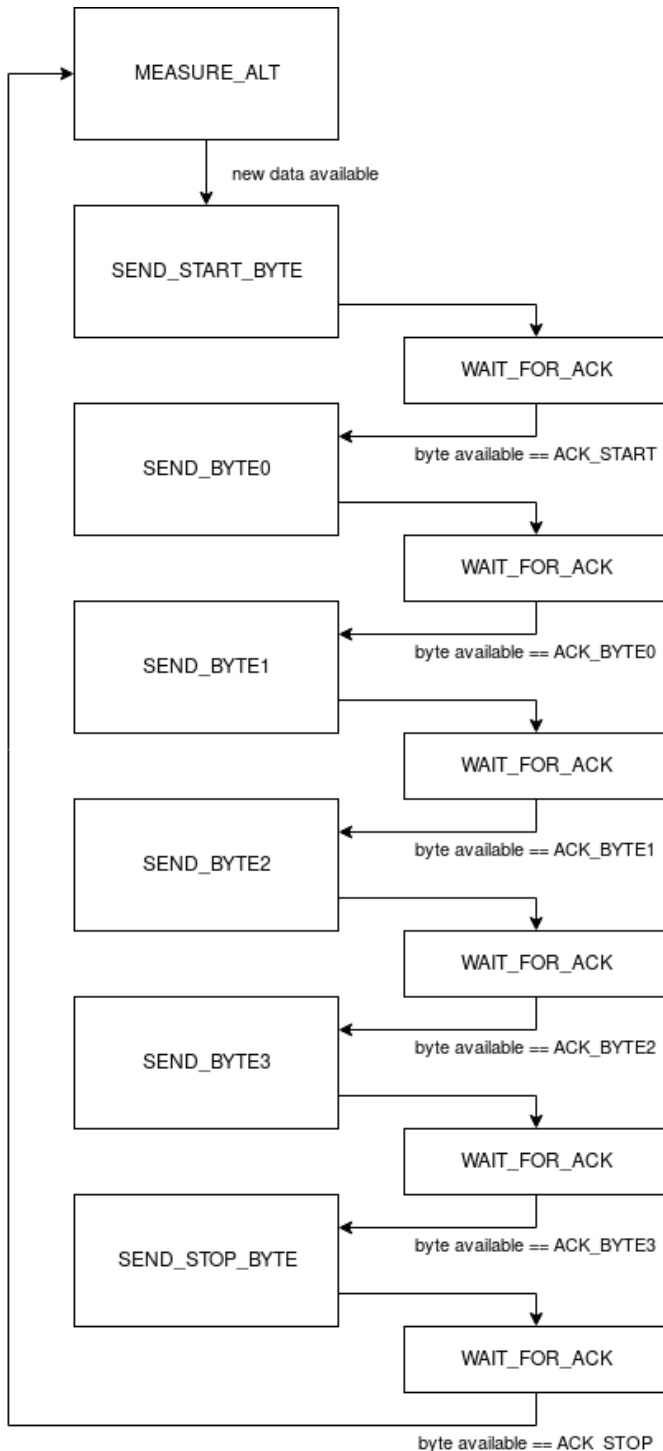 MEASURE_ALT
new data available
SEND_START_BYTE
WAIT_FOR_ACK
byte available == ACK_START
SEND_BYTE0
WAIT_FOR_ACK
byte available == ACK_BYTE0
SEND_BYTE1
WAIT_FOR_ACK
byte available == ACK_BYTE1
SEND_BYTE2
WAIT_FOR_ACK
byte available == ACK_BYTE2
SEND_BYTE3
WAIT_FOR_ACK
byte available == ACK_BYTE3
SEND_STOP_BYTE
WAIT_FOR_ACK
byte available == ACK_STOP